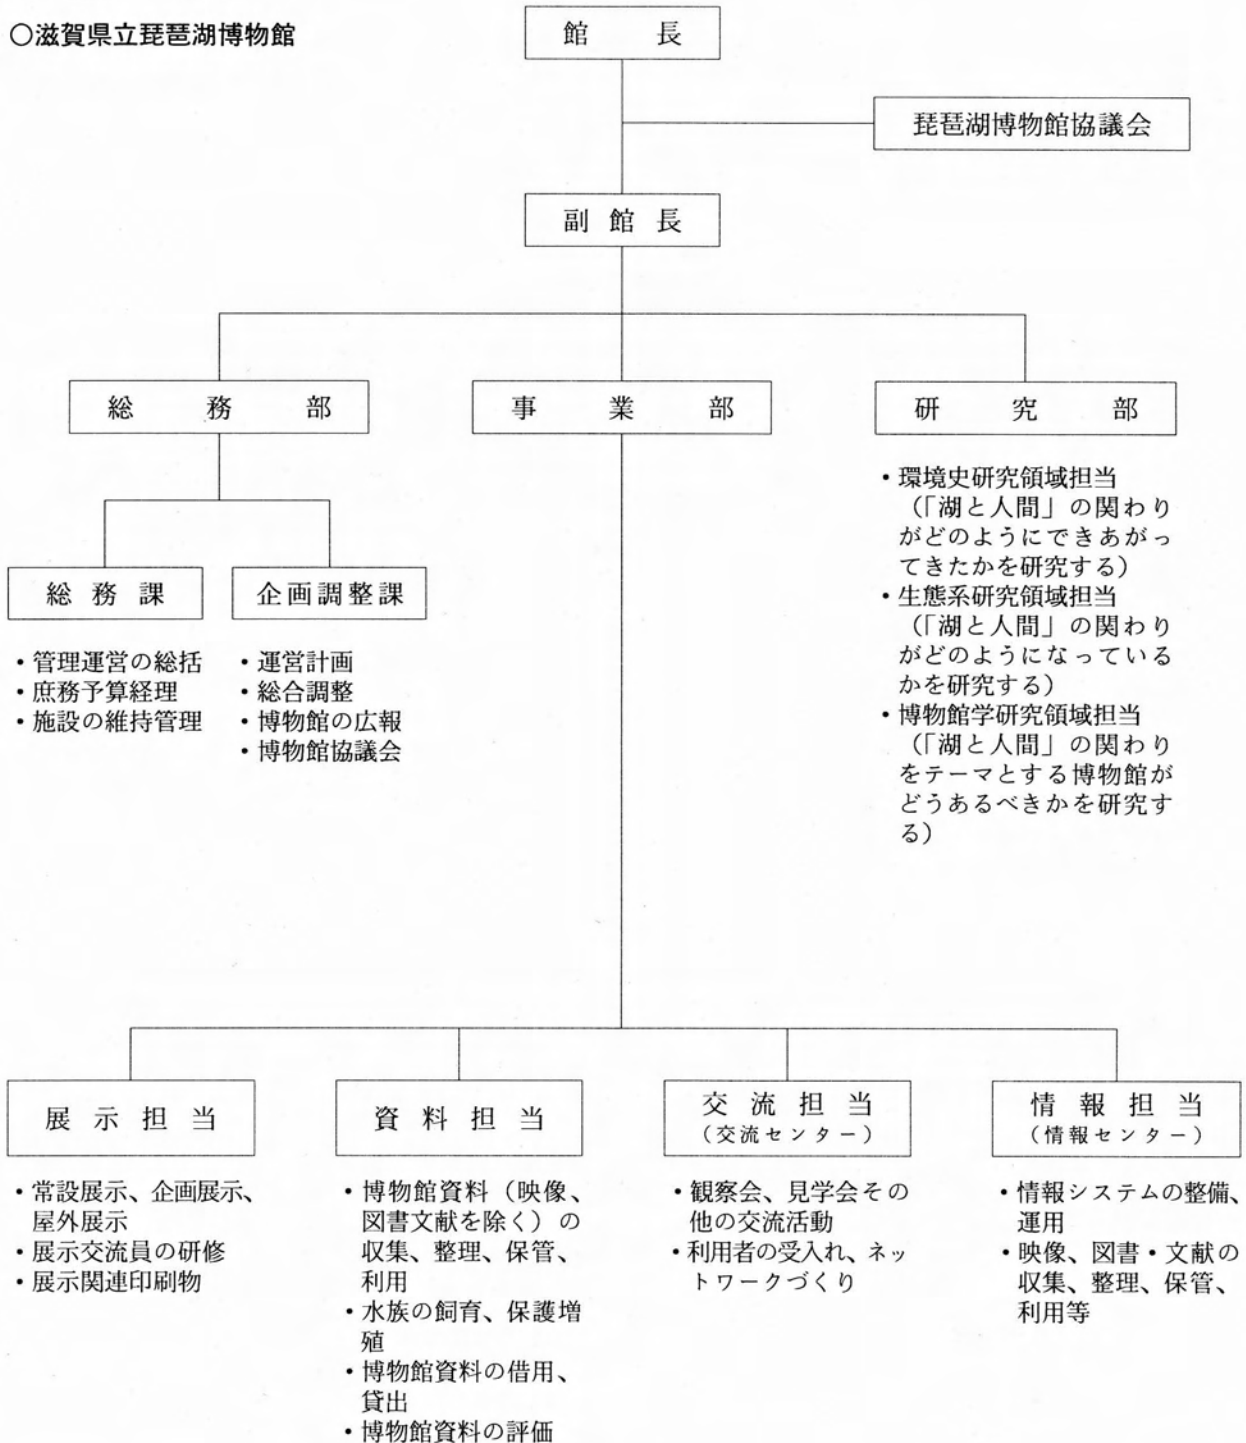 ○滋賀県立琵琶湖博物館
館長
琵琶湖博物館協議会
副館長
総務部
事業部
研究部
・環境史研究領域担当
（「湖と人間」の関わり
がどのようにできあがっ
てきたかを研究する）
・生態系研究領域担当
（「湖と人間」の関わり
がどのようになっている
かを研究する）
・博物館学研究領域担当
（「湖と人間」の関わり
をテーマとする博物館が
どうあるべきかを研究す
る）
総務課
・管理運営の総括
・庶務予算経理
・施設の維持管理
企画調整課
・運営計画
・総合調整
・博物館の広報
・博物館協議会
展示担当
・常設展示、企画展示、
屋外展示
・展示交流員の研修
・展示関連印刷物
資料担当
・博物館資料（映像、
図書文献を除く）の
収集、整理、保管、
利用
・水族の飼育、保護増
殖
・博物館資料の借用、
貸出
・博物館資料の評価
交流担当
（交流センター）
・観察会、見学会その
他の交流活動
・利用者の受入れ、ネッ
トワークづくり
情報担当
（情報センター）
・情報システムの整備、
運用
・映像、図書・文献の
収集、整理、保管、
利用等